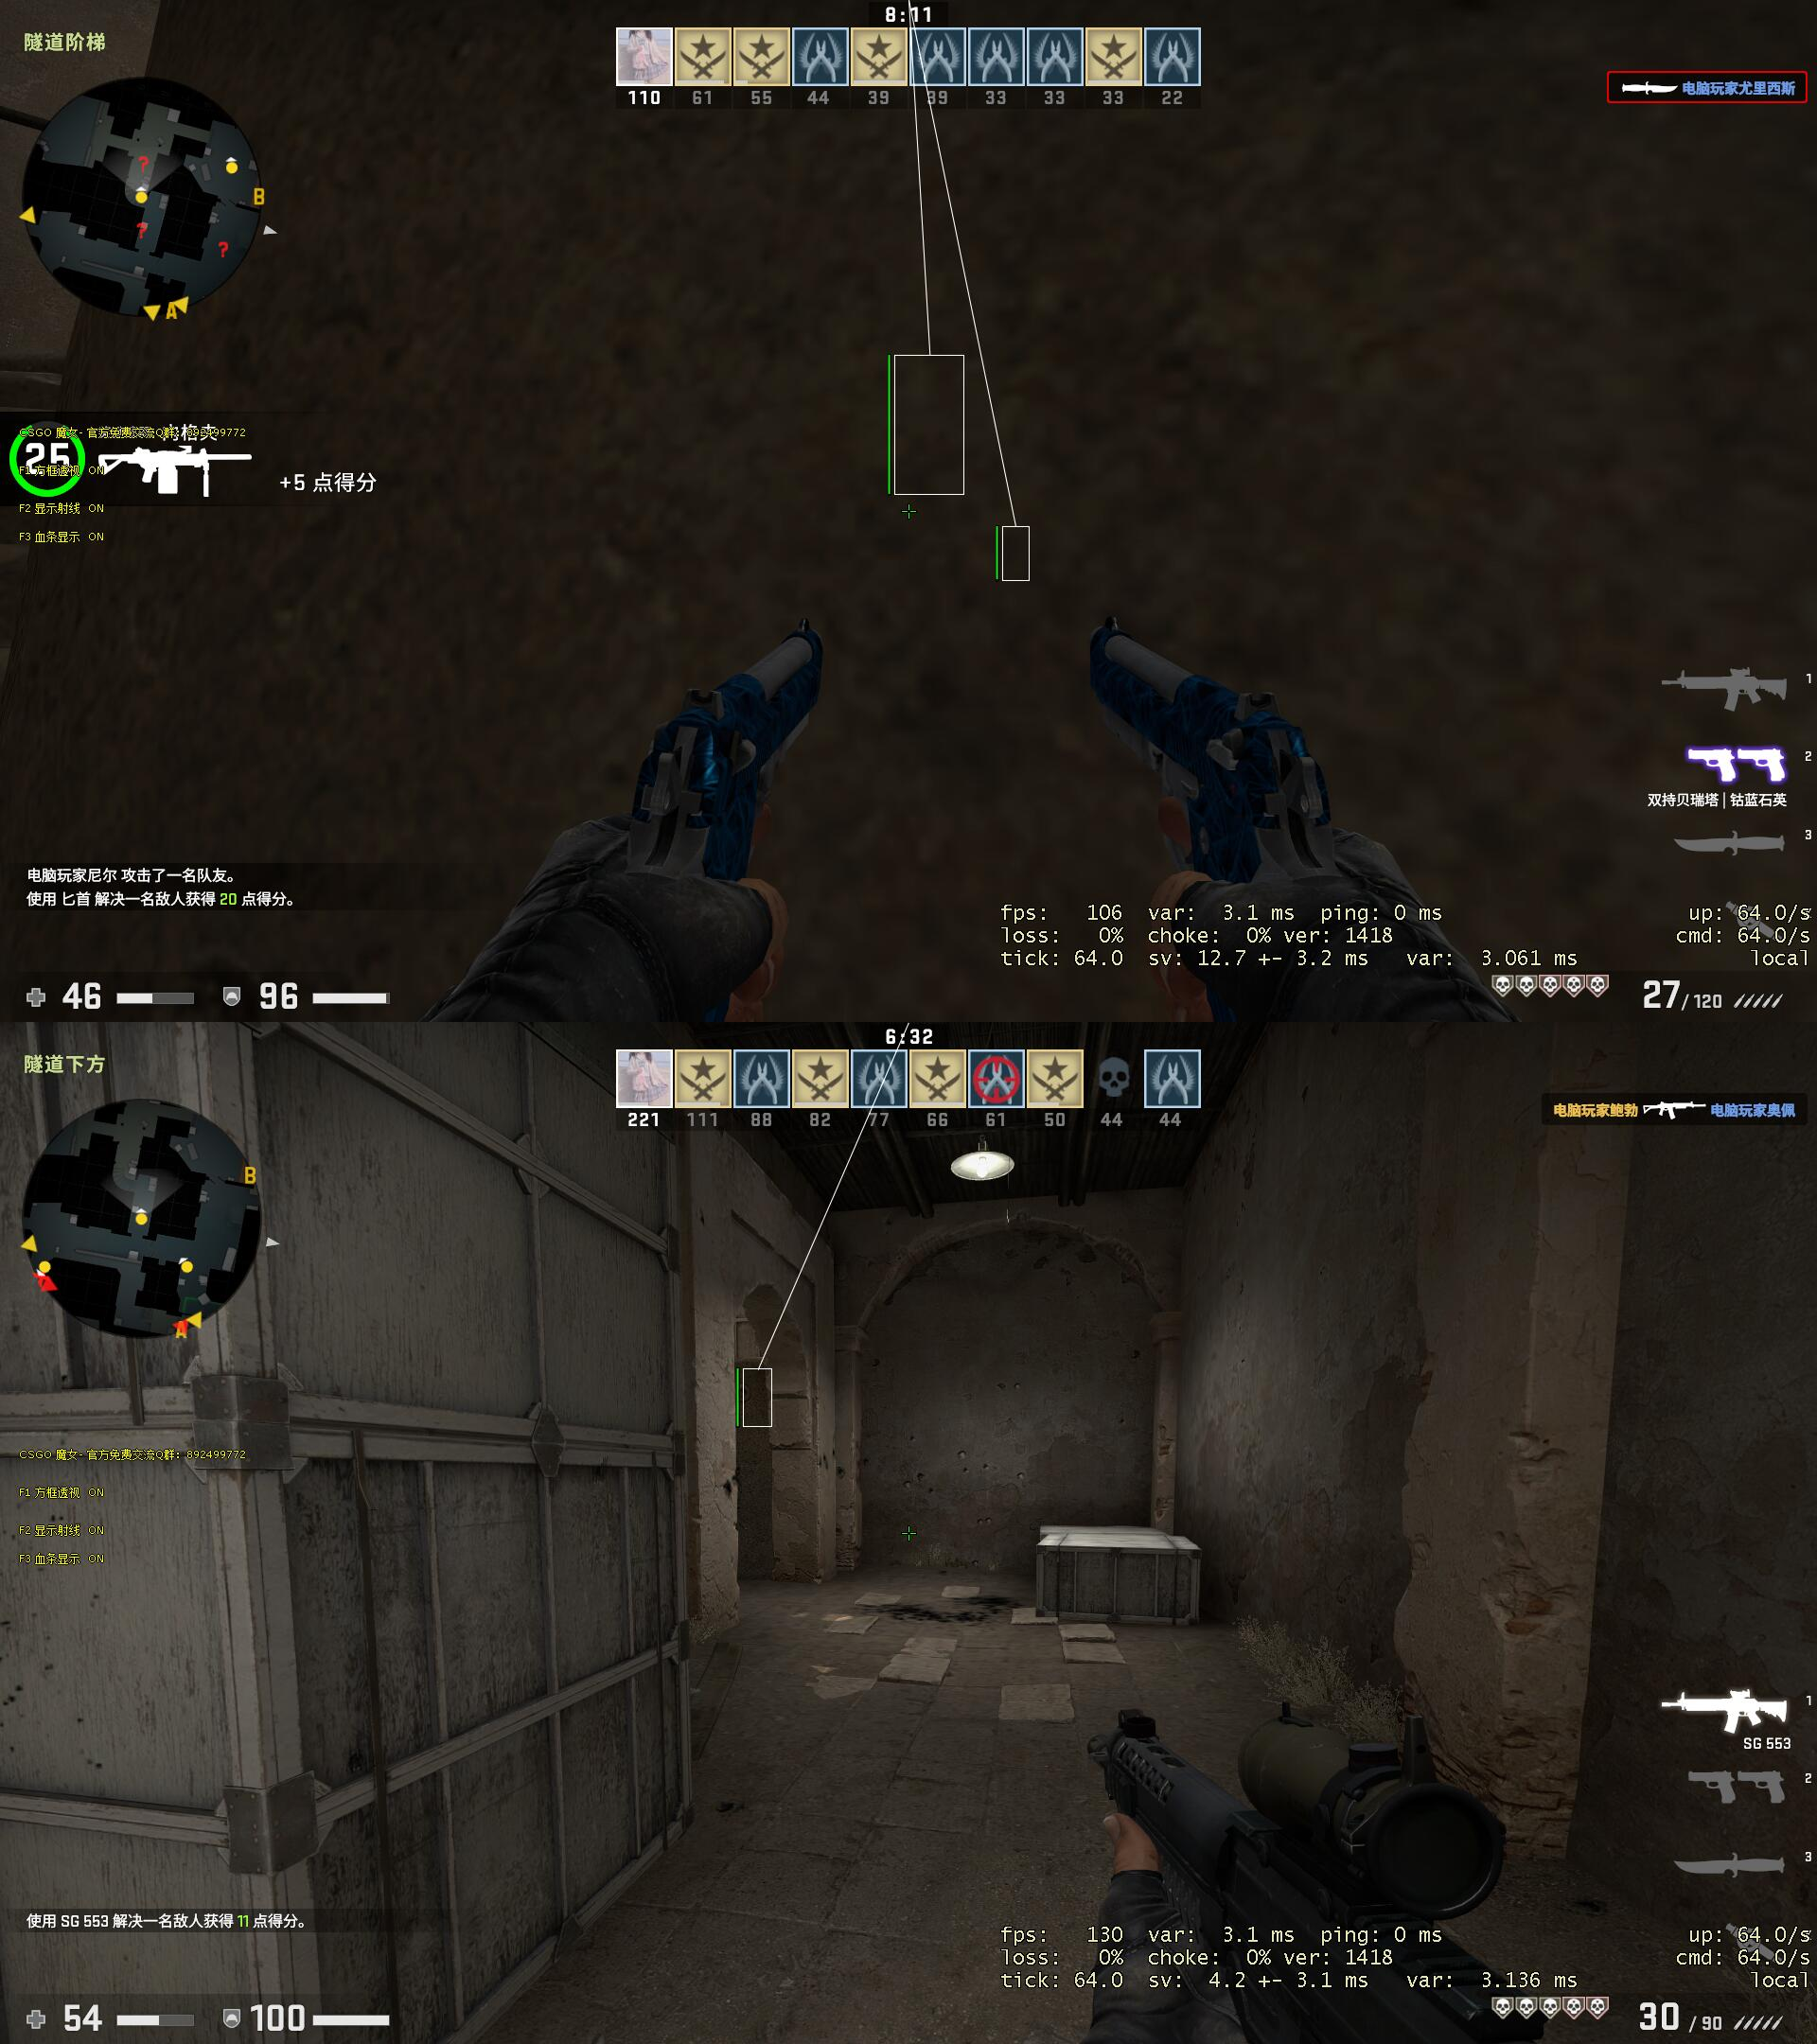 8:11
隧道阶梯
110 61 55 44 39 39 33 33 33 22
电脑玩家尤里西斯
B
?
?
?
A
CSGO 魔女- 官方免费交流Q群: 892499772
25
F1 方框透视 ON
+5 点得分
F2 显示射线 ON
F3 血条显示 ON
1
2
双持贝瑞塔 | 钴蓝石英
3
电脑玩家尼尔 攻击了一名队友。
使用 匕首 解决一名敌人获得 20 点得分。
fps: 106 var: 3.1 ms ping: 0 ms up: 64.0/s
loss: 0% choke: 0% ver: 1418 cmd: 64.0/s
tick: 64.0 sv: 12.7 +- 3.2 ms var: 3.061 ms local
46 96 27/ 120
6:32
隧道下方
221 111 88 82 77 66 61 50 44 44
电脑玩家鲍勃 电脑玩家奥佩
B
A
CSGO 魔女- 官方免费交流Q群: 892499772
F1 方框透视 ON
F2 显示射线 ON
F3 血条显示 ON
1
SG 553
2
3
使用 SG 553 解决一名敌人获得 11 点得分。
fps: 130 var: 3.1 ms ping: 0 ms up: 64.0/s
loss: 0% choke: 0% ver: 1418 cmd: 64.0/s
tick: 64.0 sv: 4.2 +- 3.1 ms var: 3.136 ms local
54 100 30 / 90